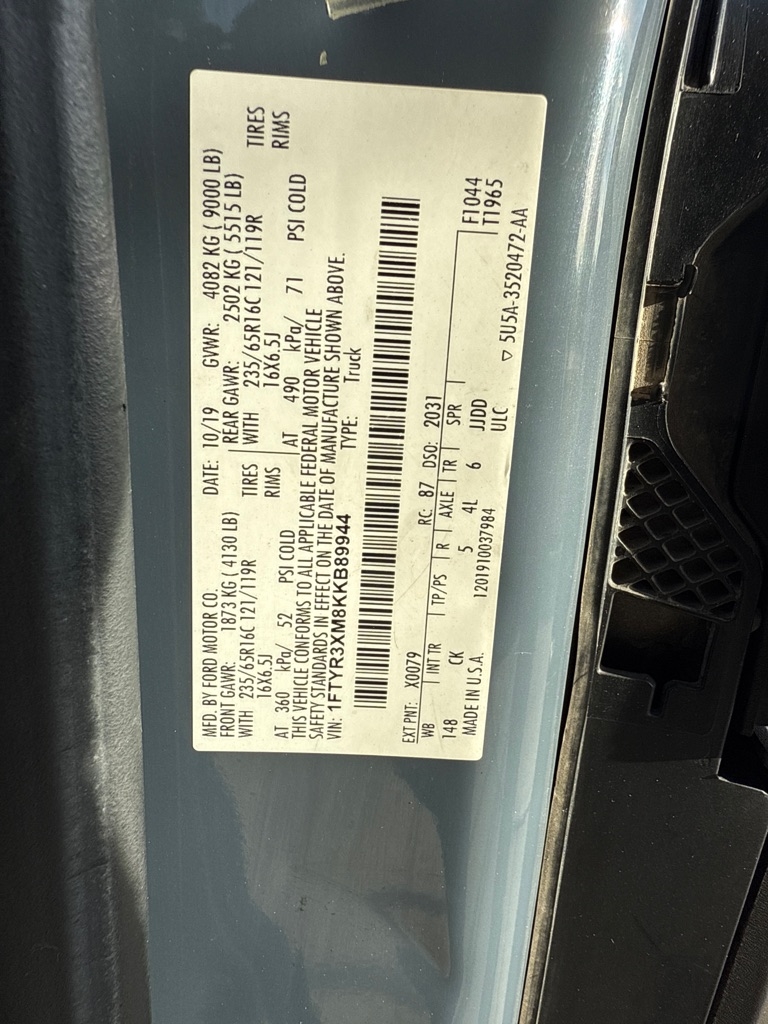 MFD. BY FORD MOTOR CO. DATE: 10/19 GVWR: 4082 KG ( 9000 LB)
FRONT GAWR: 1873 KG ( 4130 LB) REAR GAWR: 2502 KG ( 5515 LB)
WITH 235/65R16C 121/119R TIRES WITH 235/65R16C 121/119R TIRES
16X6.5J RIMS 16X6.5J RIMS
AT 360 kPa/ 52 PSI COLD AT 490 kPa/ 71 PSI COLD
THIS VEHICLE CONFORMS TO ALL APPLICABLE FEDERAL MOTOR VEHICLE
SAFETY STANDARDS IN EFFECT ON THE DATE OF MANUFACTURE SHOWN ABOVE.
VIN: 1FTYR3XM8KKB89944 TYPE: Truck
EXT PNT: X0079 RC: 87 DSO: 2031
WB INT TR TP/PS R AXLE TR SPR F1044
148 CK 5 4L 6 JJDD T1965
MADE IN U.S.A. 1201910037984 ULC
▽ 5U5A-3520472-AA